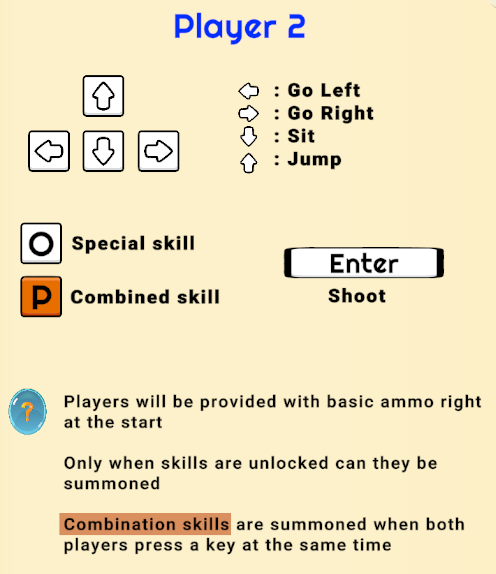 Player 2
: Go Left
: Go Right
: Sit
: Jump
O Special skill
Enter
P Combined skill
Shoot
?
Players will be provided with basic ammo right
at the start
Only when skills are unlocked can they be
summoned
Combination skills are summoned when both
players press a key at the same time